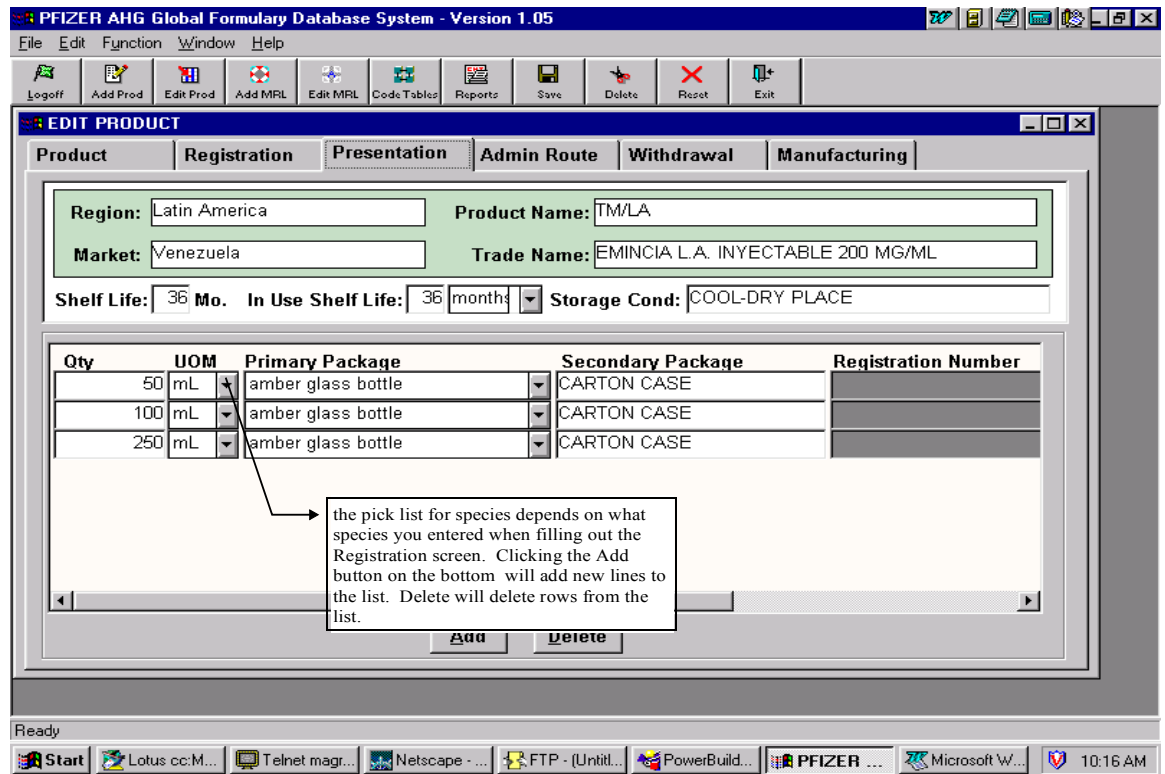 PFIZER AHG Global Formulary Database System - Version 1.05
File Edit Function Window Help
Logoff Add Prod Edit Prod Add MRL Edit MRL Code Tables Reports Save Delete Reset Exit
EDIT PRODUCT
Product Registration Presentation Admin Route Withdrawal Manufacturing
Region: Latin America Product Name: TM/LA
Market: Venezuela Trade Name: EMINCIA L.A. INYECTABLE 200 MG/ML
Shelf Life: 36 Mo. In Use Shelf Life: 36 months Storage Cond: COOL-DRY PLACE
Qty UOM Primary Package Secondary Package Registration Number
50 mL amber glass bottle CARTON CASE
100 mL amber glass bottle CARTON CASE
250 mL amber glass bottle CARTON CASE
the pick list for species depends on what
species you entered when filling out the
Registration screen. Clicking the Add
button on the bottom will add new lines to
the list. Delete will delete rows from the
list.
Add Delete
Ready
Start Lotus cc:M... Telnet magr... Netscape - ... FTP - (Untitl... PowerBuild... PFIZER ... Microsoft W... 10:16 AM